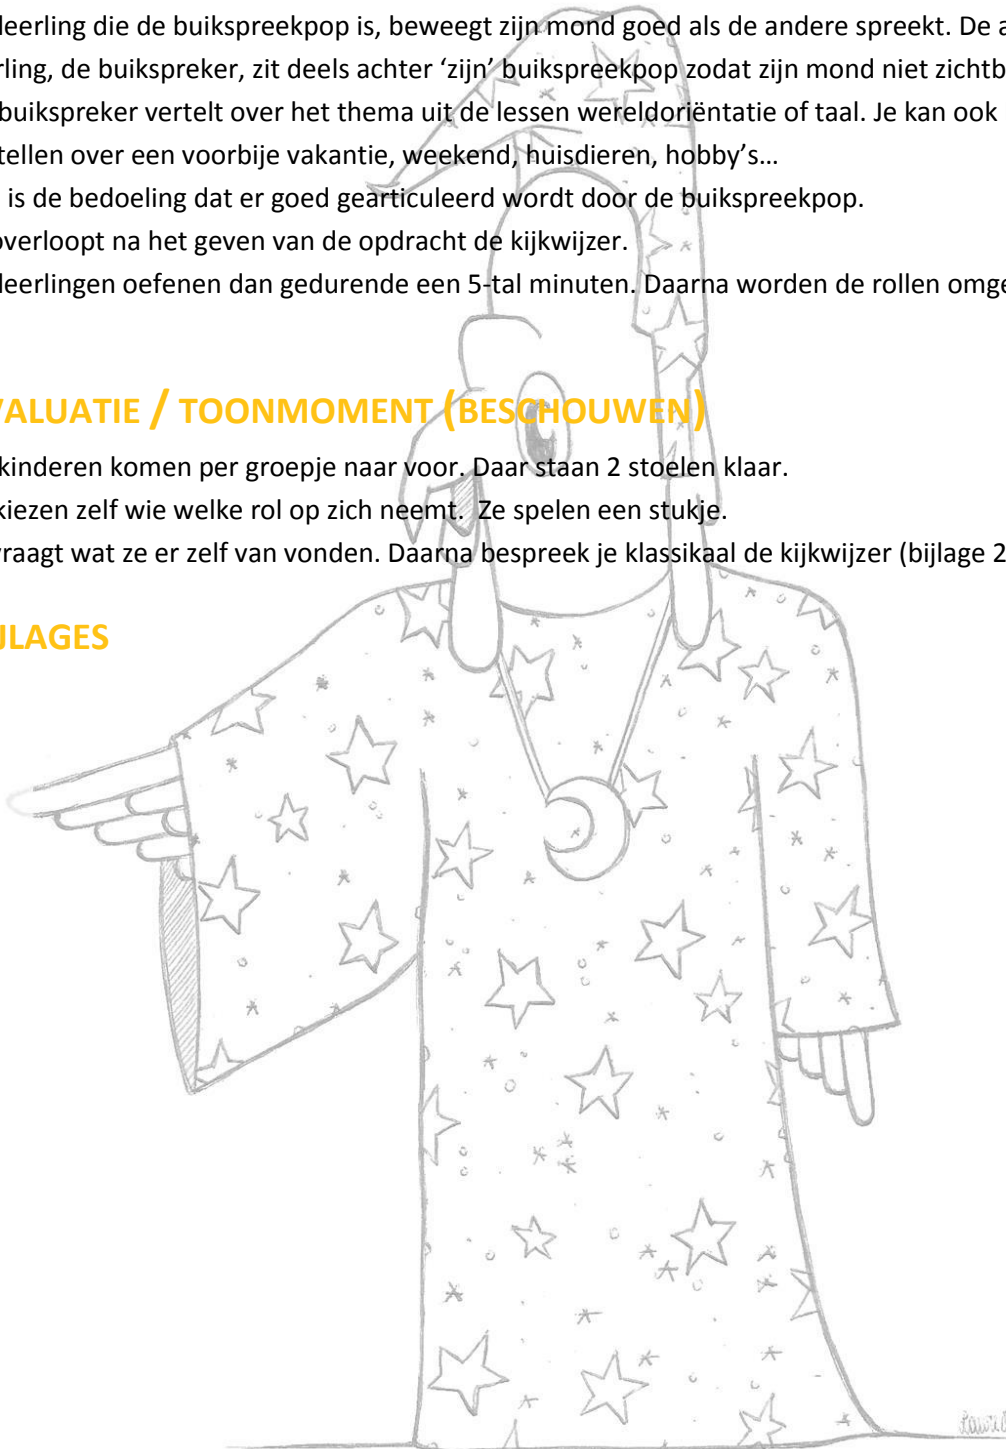 leerling die de buikspreekpop is, beweegt zijn mond goed als de andere spreekt. De a
rling, de buikspreker, zit deels achter ‘zijn’ buikspreekpop zodat zijn mond niet zichtb
buikspreker vertelt over het thema uit de lessen wereldoriëntatie of taal. Je kan ook
tellen over een voorbije vakantie, weekend, huisdieren, hobby’s…
is de bedoeling dat er goed gearticuleerd wordt door de buikspreekpop.
overloopt na het geven van de opdracht de kijkwijzer.
leerlingen oefenen dan gedurende een 5-tal minuten. Daarna worden de rollen omge
VALUATIE / TOONMOMENT (BESCHOUWEN)
kinderen komen per groepje naar voor. Daar staan 2 stoelen klaar.
kiezen zelf wie welke rol op zich neemt. Ze spelen een stukje.
vraagt wat ze er zelf van vonden. Daarna bespreek je klassikaal de kijkwijzer (bijlage 2
JLAGES